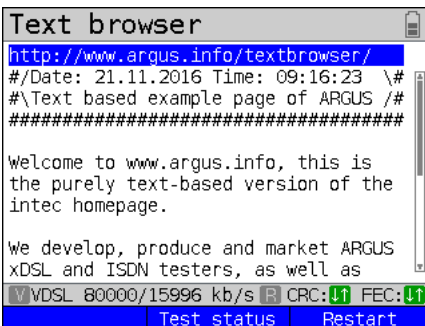 Text browser
http://www.argus.info/textbrowser/
#/Date: 21.11.2016 Time: 09:16:23 \#
#\Text based example page of ARGUS /#
######################################
Welcome to www.argus.info, this is
the purely text-based version of the
intec homepage.
We develop, produce and market ARGUS
xDSL and ISDN testers, as well as
V VDSL 80000/15996 kb/s R CRC:↓↑ FEC:↓↑
Test status Restart